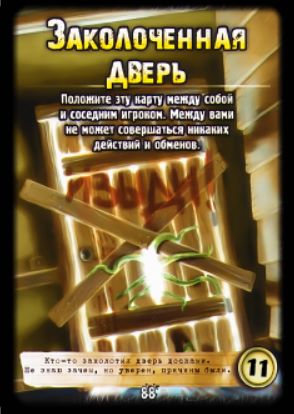 Заколоченная
дверь
Положите эту карту между собой
и соседним игроком. Между вами
не может совершаться никаких
действий и обменов.
ИЗЫДИ!
Кто-то заколотил дверь досками.
Не знаю зачем, но уверен, причины были.
11
88